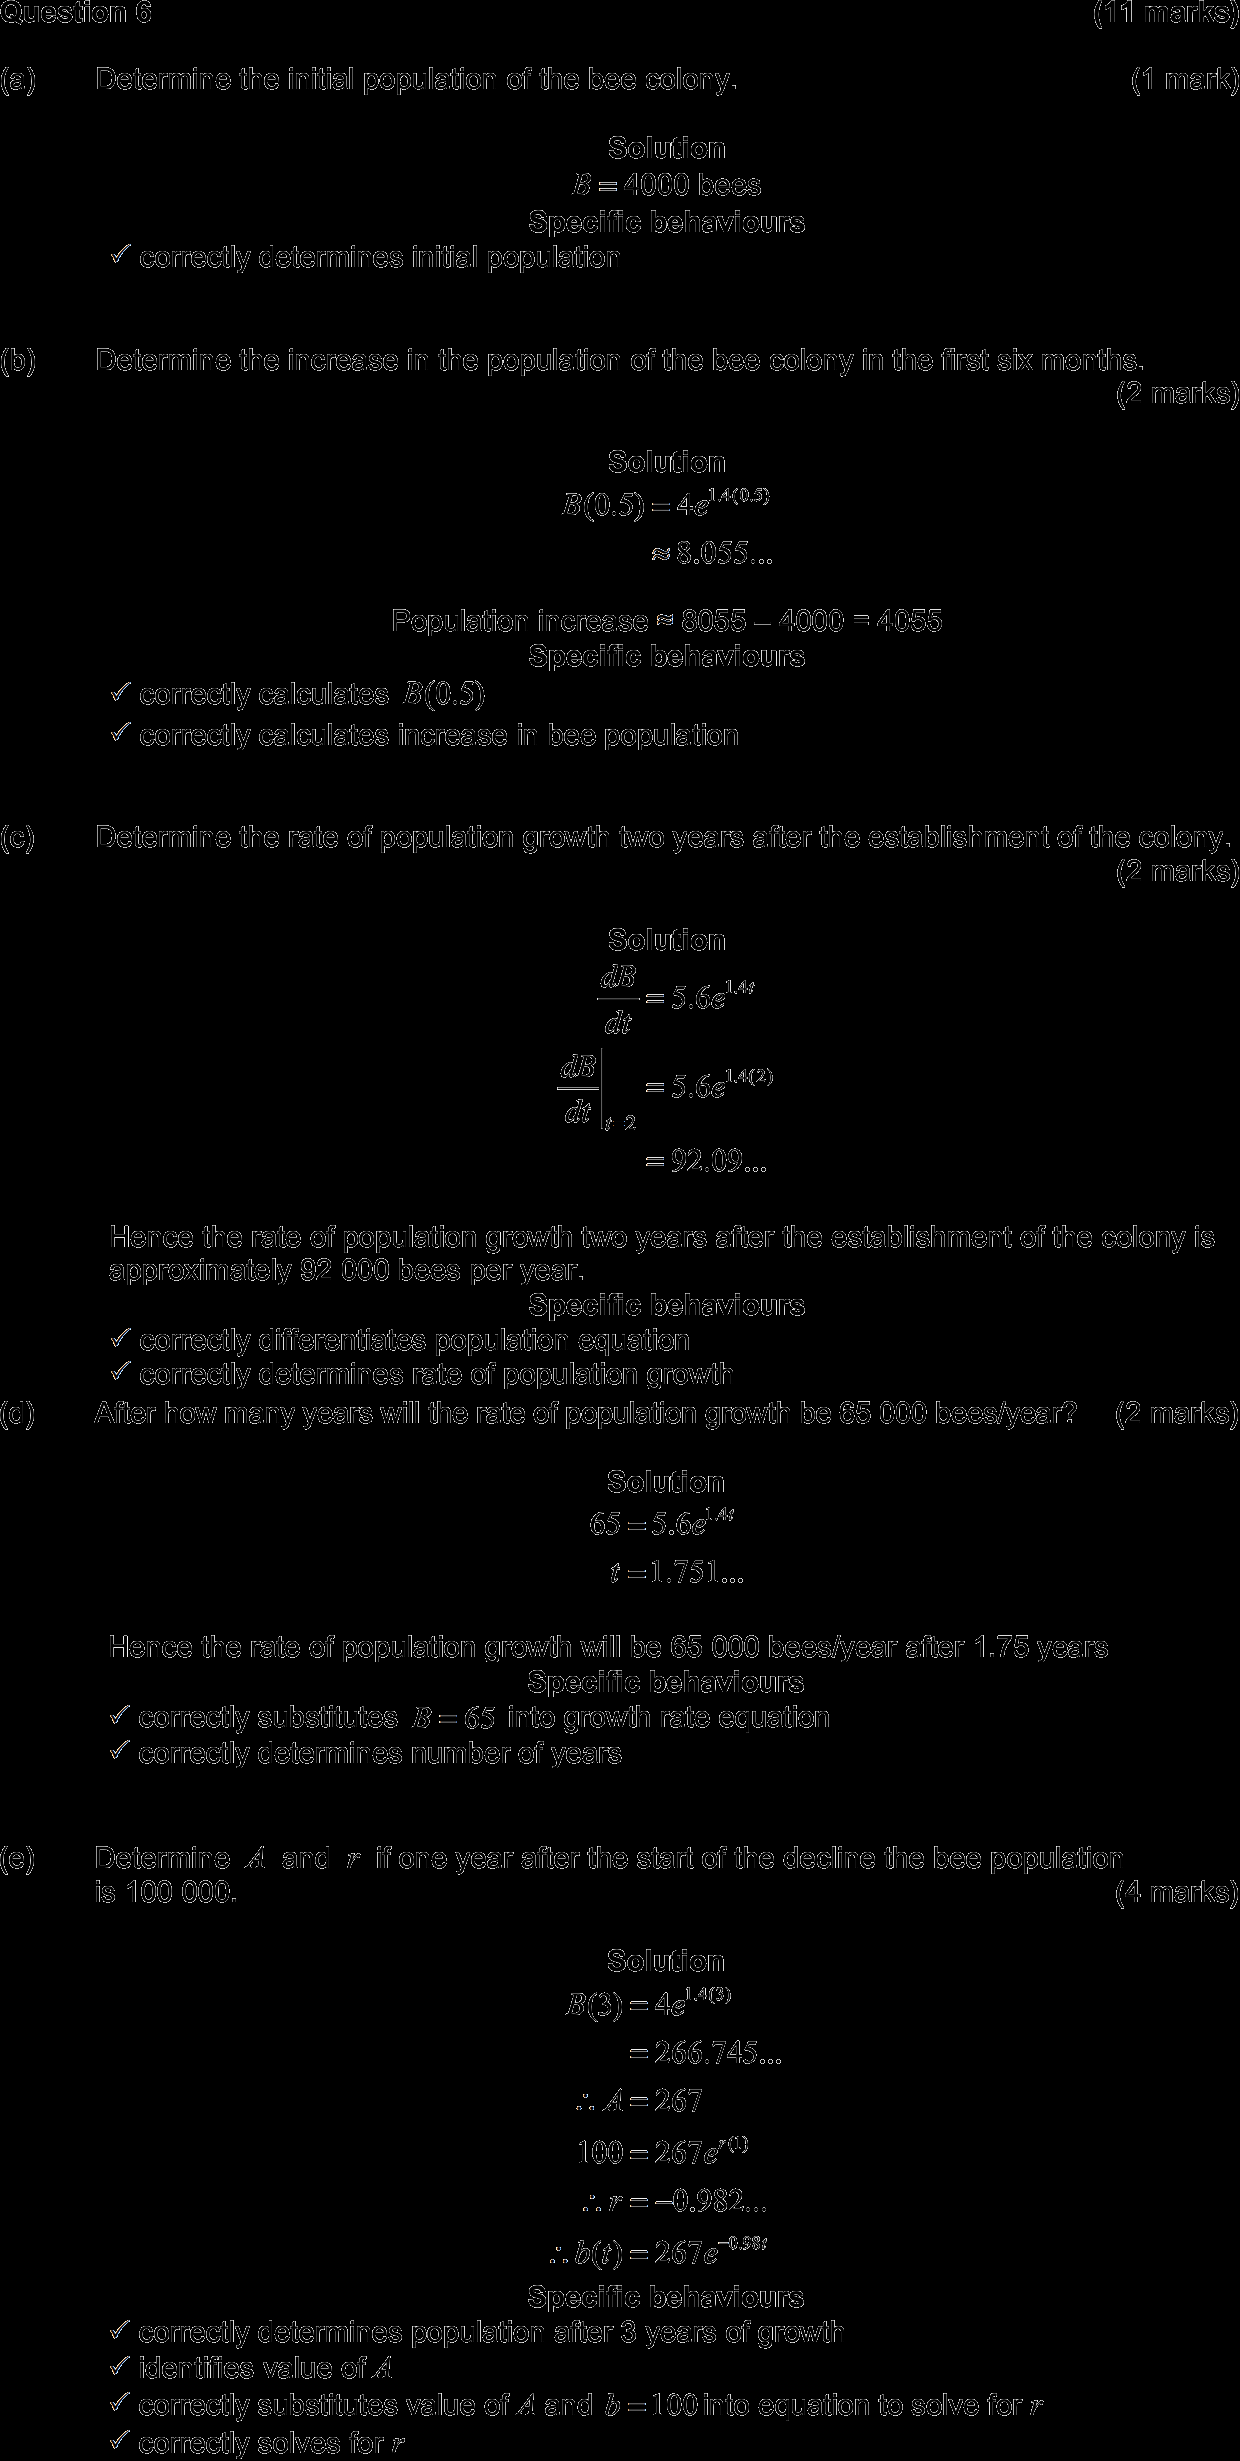 Question 6 (11 marks)
(a) Determine the initial population of the bee colony. (1 mark)
Solution
B = 4000 bees
Specific behaviours
✓ correctly determines initial population
(b) Determine the increase in the population of the bee colony in the first six months.
(2 marks)
Solution
B(0.5) = 4e^{1.4(0.5)}
≈ 8.055...
Population increase ≈ 8055 – 4000 = 4055
Specific behaviours
✓ correctly calculates B(0.5)
✓ correctly calculates increase in bee population
(c) Determine the rate of population growth two years after the establishment of the colony.
(2 marks)
Solution
dB/dt = 5.6e^{1.4t}
dB/dt|_{t=2} = 5.6e^{1.4(2)}
= 92.09...
Hence the rate of population growth two years after the establishment of the colony is
approximately 92 000 bees per year.
Specific behaviours
✓ correctly differentiates population equation
✓ correctly determines rate of population growth
(d) After how many years will the rate of population growth be 65 000 bees/year? (2 marks)
Solution
65 = 5.6e^{1.4t}
t = 1.751...
Hence the rate of population growth will be 65 000 bees/year after 1.75 years
Specific behaviours
✓ correctly substitutes B = 65 into growth rate equation
✓ correctly determines number of years
(e) Determine A and r if one year after the start of the decline the bee population
is 100 000. (4 marks)
Solution
B(3) = 4e^{1.4(3)}
= 266.745...
∴ A = 267
100 = 267e^{r(1)}
∴ r = –0.982...
∴ b(t) = 267e^{–0.98t}
Specific behaviours
✓ correctly determines population after 3 years of growth
✓ identifies value of A
✓ correctly substitutes value of A and b = 100 into equation to solve for r
✓ correctly solves for r